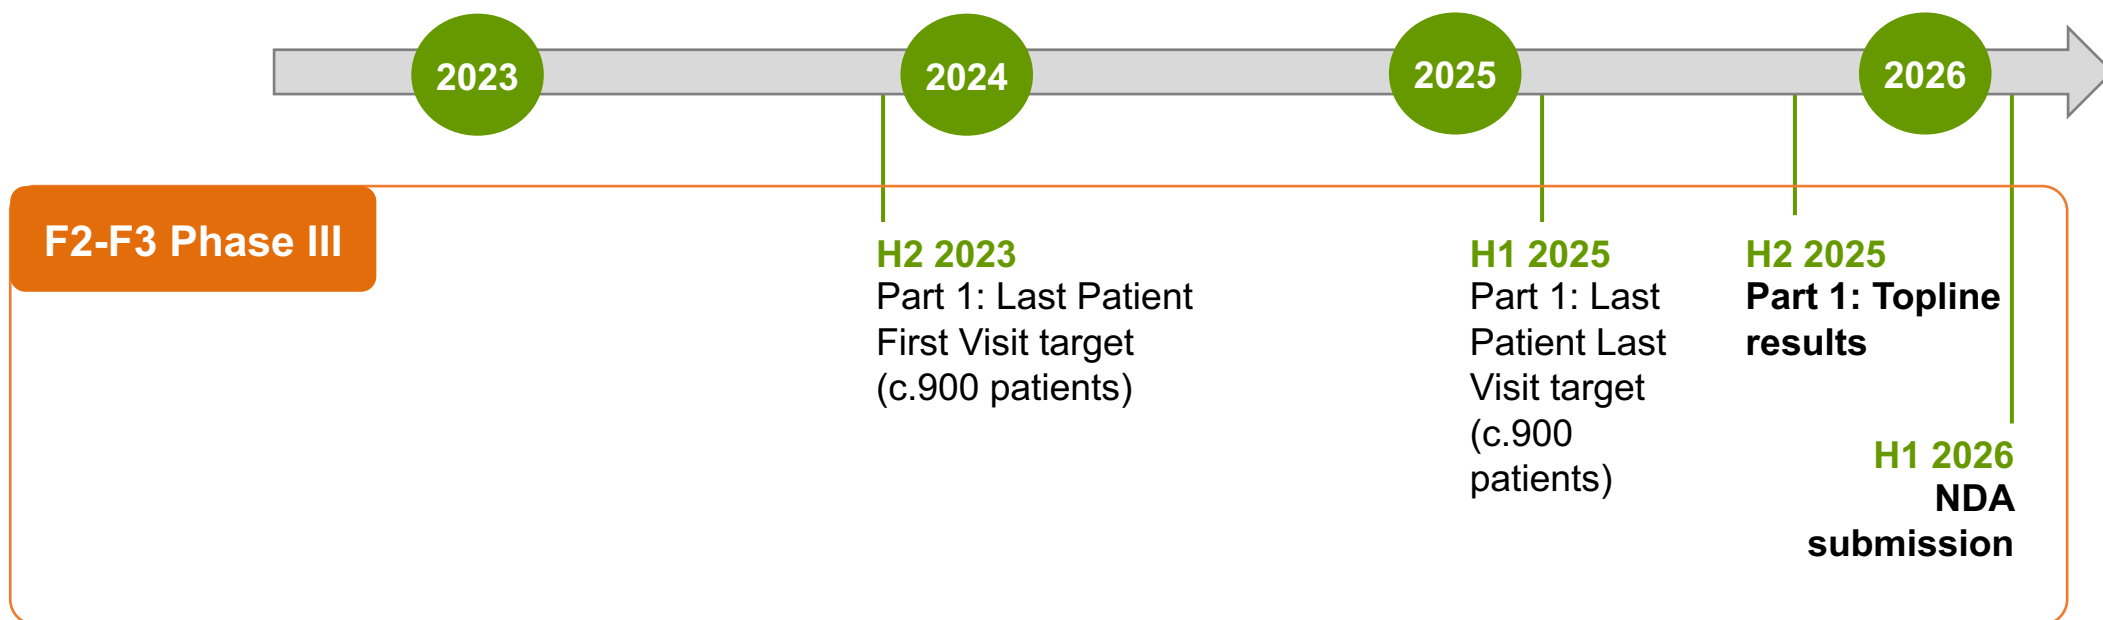 2023
2024
2025
2026
F2-F3 Phase III
H2 2023
Part 1: Last Patient
First Visit target
(c.900 patients)
H1 2025
Part 1: Last
Patient Last
Visit target
(c.900
patients)
H2 2025
Part 1: Topline
results
H1 2026
NDA
submission